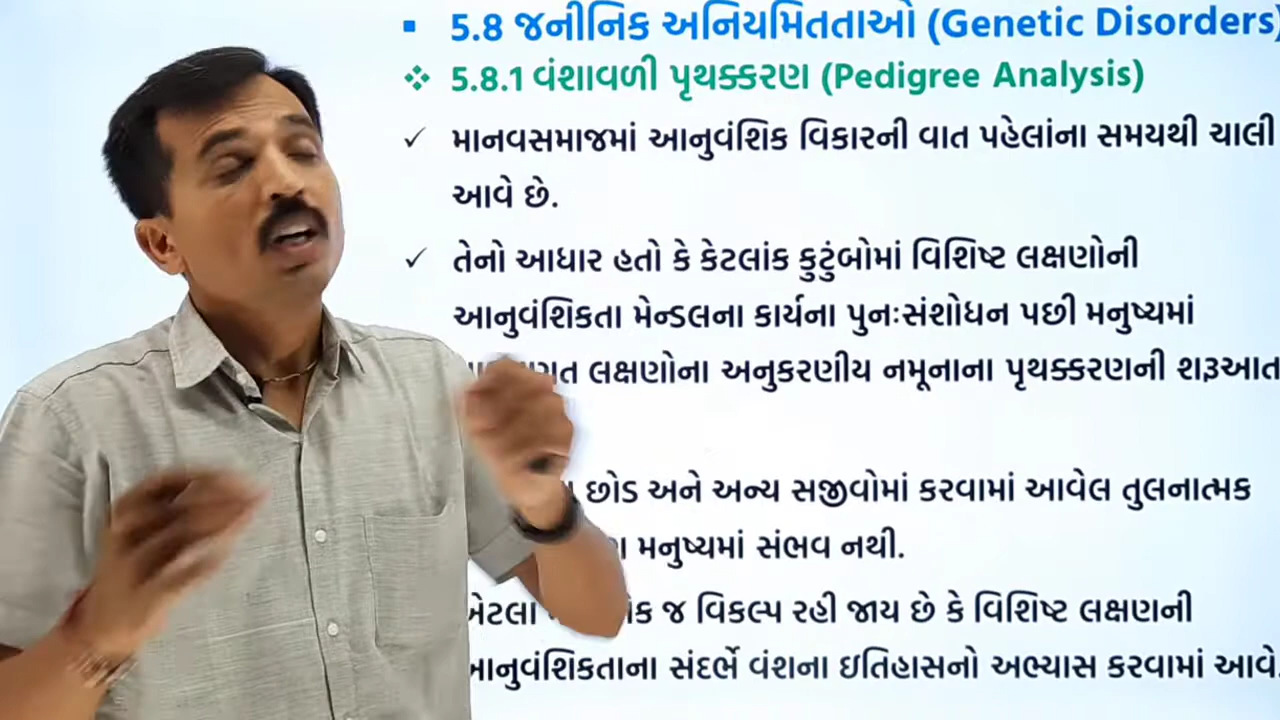 5.8 જનીનિક અનિયમિતતાઓ (Genetic Disorders)
5.8.1 વંશાવળી પૃથક્કરણ (Pedigree Analysis)
માનવસમાજમાં આનુવંશિક વિકારની વાત પહેલાંના સમયથી ચાલી
આવે છે.
તેનો આધાર હતો કે કેટલાંક કુટુંબોમાં વિશિષ્ટ લક્ષણોની
આનુવંશિકતા મેન્ડલના કાર્યના પુનઃસંશોધન પછી મનુષ્યમાં
લક્ષણોના અનુકરણીય નમૂનાના પૃથક્કરણની શરૂઆત
છોડ અને અન્ય સજીવોમાં કરવામાં આવેલ તુલનાત્મક
મનુષ્યમાં સંભવ નથી.
એટલા જ વિકલ્પ રહી જાય છે કે વિશિષ્ટ લક્ષણની
આનુવંશિકતાના સંદર્ભે વંશના ઇતિહાસનો અભ્યાસ કરવામાં આવે.